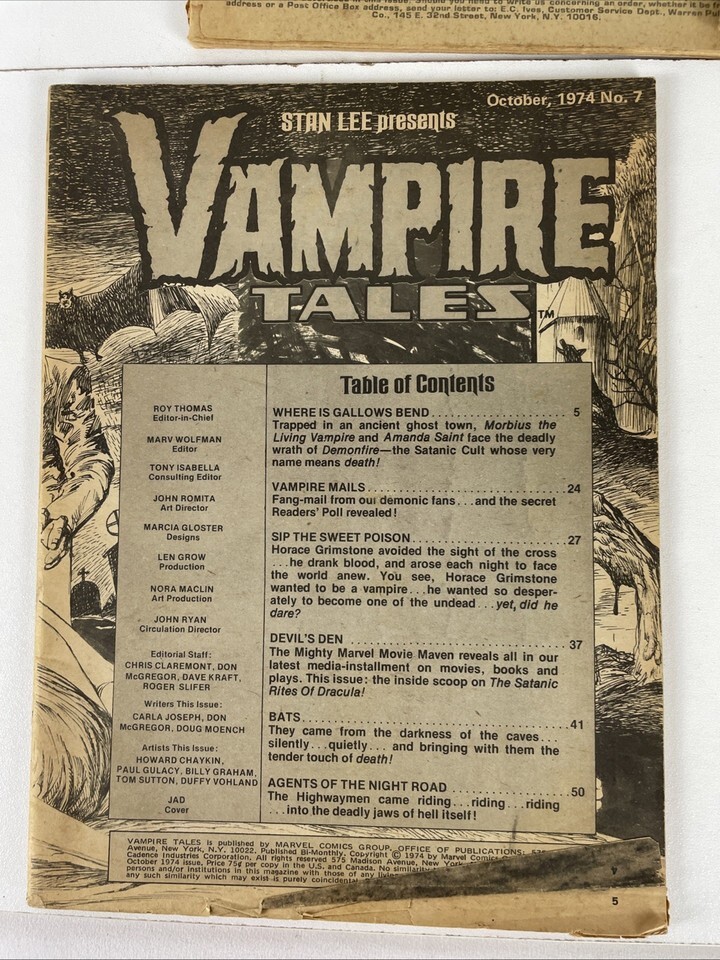 address or a Post Office Box address, send your letter to: E.C. Ives, Customer Service Dept., Warren
Co., 145 E. 32nd Street, New York, N.Y. 10016.
October, 1974 No. 7
STAN LEE presents
VAMPIRE
TALES TM
Table of Contents
ROY THOMAS
Editor-in-Chief
MARV WOLFMAN
Editor
TONY ISABELLA
Consulting Editor
JOHN ROMITA
Art Director
MARCIA GLOSTER
Designs
LEN GROW
Production
NORA MACLIN
Art Production
JOHN RYAN
Circulation Director
Editorial Staff:
CHRIS CLAREMONT, DON
McGREGOR, DAVE KRAFT,
ROGER SLIFER
Writers This Issue:
CARLA JOSEPH, DON
McGREGOR, DOUG MOENCH
Artists This Issue:
HOWARD CHAYKIN,
PAUL GULACY, BILLY GRAHAM,
TOM SUTTON, DUFFY VOHLAND
JAD
Cover
WHERE IS GALLOWS BEND........................ 5
Trapped in an ancient ghost town, Morbius the
Living Vampire and Amanda Saint face the deadly
wrath of Demonfire—the Satanic Cult whose very
name means death!
VAMPIRE MAILS..................................24
Fang-mail from our demonic fans...and the secret
Readers' Poll revealed!
SIP THE SWEET POISON..........................27
Horace Grimstone avoided the sight of the cross
...he drank blood, and arose each night to face
the world anew. You see, Horace Grimstone
wanted to be a vampire...he wanted so desper-
ately to become one of the undead...yet, did he
dare?
DEVIL'S DEN ....................................37
The Mighty Marvel Movie Maven reveals all in our
latest media-installment on movies, books and
plays. This issue: the inside scoop on The Satanic
Rites Of Dracula!
BATS............................................41
They came from the darkness of the caves...
silently...quietly... and bringing with them the
tender touch of death!
AGENTS OF THE NIGHT ROAD ....................50
The Highwaymen came riding...riding...riding
...into the deadly jaws of hell itself!
VAMPIRE TALES is published by MARVEL COMICS GROUP, OFFICE OF PUBLICATIONS: 575
Avenue, New York, N.Y. 10022. Published Bi-Monthly. Copyright © 1974 by Marvel Comics
Cadence Industries Corporation. All rights reserved 575 Madison Avenue, New York
October 1974 issue. Price 75¢ per copy in the U.S. and Canada. No similarity
persons and/or institutions in this magazine with those of any living
any such similarity which may exist is purely coincidental.
5